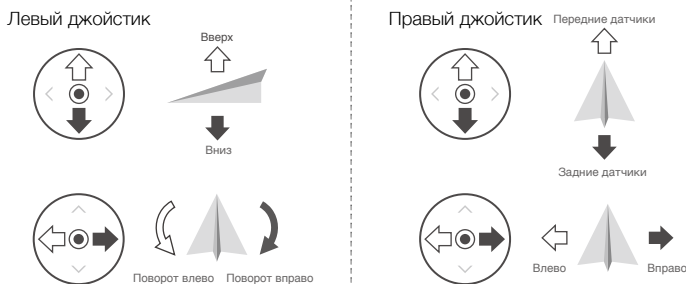 Левый джойстик
Вверх
Вниз
Поворот влево
Поворот вправо
Правый джойстик
Передние датчики
Задние датчики
Влево
Вправо